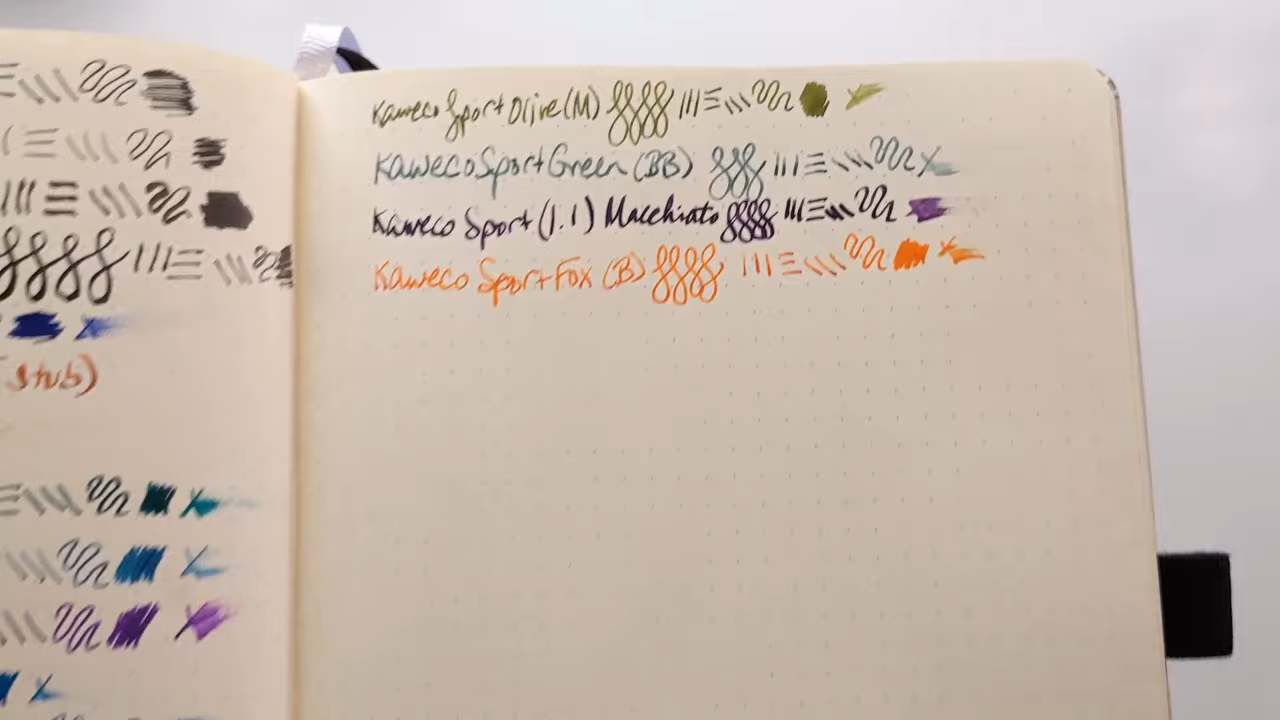 Kaweco Sport Olive (M)
Kaweco Sport Green (BB)
Kaweco Sport (1.1) Macchiato
Kaweco Sport Fox (B)
stub)